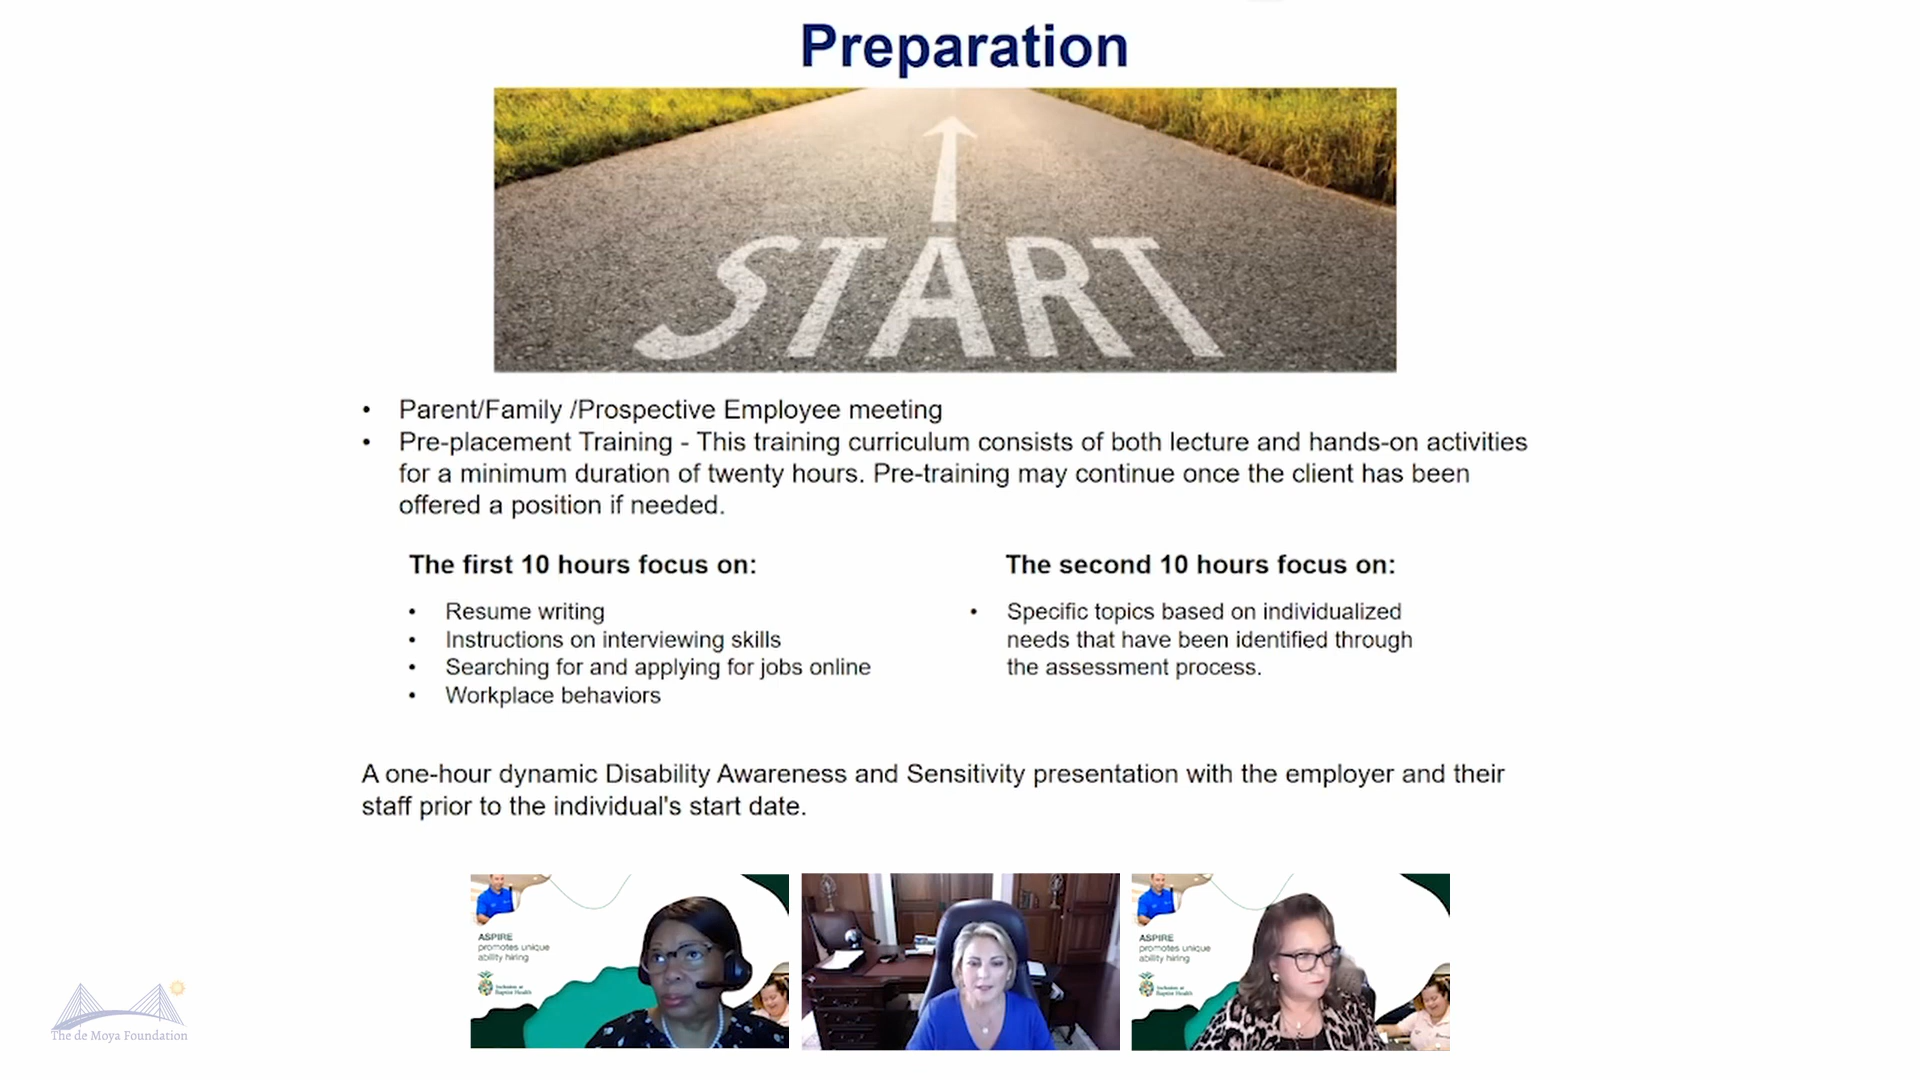 Preparation
START
• Parent/Family /Prospective Employee meeting
• Pre-placement Training - This training curriculum consists of both lecture and hands-on activities
for a minimum duration of twenty hours. Pre-training may continue once the client has been
offered a position if needed.
The first 10 hours focus on:
• Resume writing
• Instructions on interviewing skills
• Searching for and applying for jobs online
• Workplace behaviors
The second 10 hours focus on:
• Specific topics based on individualized
needs that have been identified through
the assessment process.
A one-hour dynamic Disability Awareness and Sensitivity presentation with the employer and their
staff prior to the individual's start date.
ASPIRE
promotes unique
ability hiring
Inclusion at
Baptist Health
ASPIRE
promotes unique
ability hiring
Inclusion at
Baptist Health
The de Moya Foundation